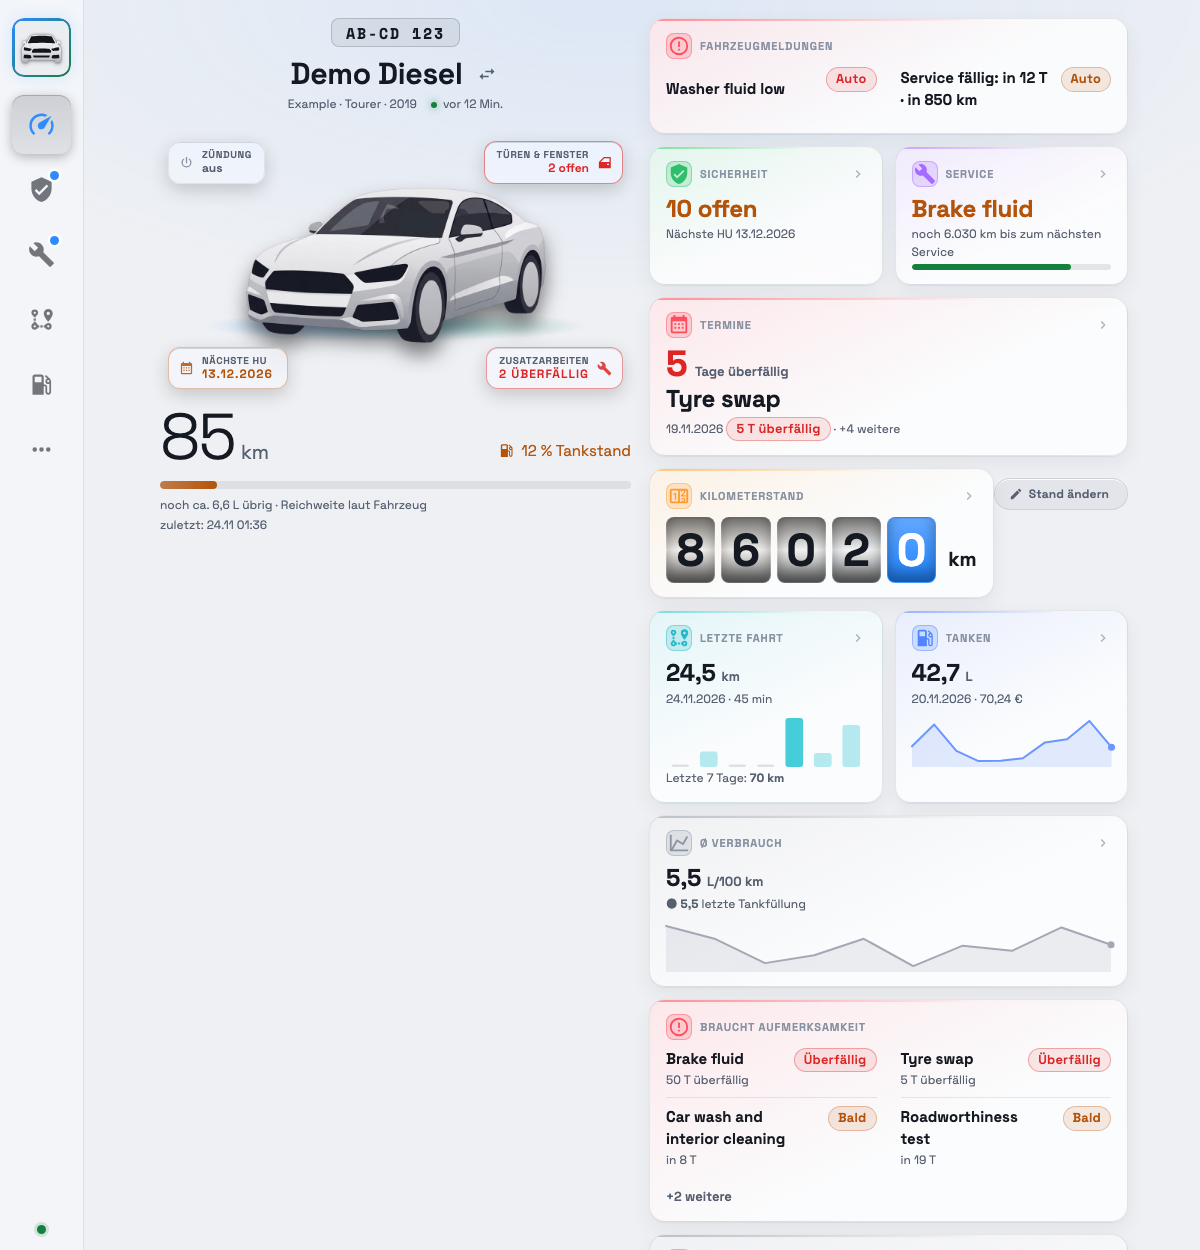 AB-CD 123
Demo Diesel
Example · Tourer · 2019 vor 12 Min.
ZÜNDUNG
aus
TÜREN & FENSTER
2 offen
NÄCHSTE HU
13.12.2026
ZUSATZARBEITEN
2 ÜBERFÄLLIG
85 km
12 % Tankstand
noch ca. 6,6 L übrig · Reichweite laut Fahrzeug
zuletzt: 24.11 01:36
FAHRZEUGMELDUNGEN
Washer fluid low Auto
Service fällig: in 12 T Auto
· in 850 km
SICHERHEIT
10 offen
Nächste HU 13.12.2026
SERVICE
Brake fluid
noch 6.030 km bis zum nächsten
Service
TERMINE
5 Tage überfällig
Tyre swap
19.11.2026 5 T überfällig · +4 weitere
KILOMETERSTAND
8 6 0 2 0 km
Stand ändern
LETZTE FAHRT
24,5 km
24.11.2026 · 45 min
Letzte 7 Tage: 70 km
TANKEN
42,7 L
20.11.2026 · 70,24 €
Ø VERBRAUCH
5,5 L/100 km
5,5 letzte Tankfüllung
BRAUCHT AUFMERKSAMKEIT
Brake fluid Überfällig
50 T überfällig
Tyre swap Überfällig
5 T überfällig
Car wash and Bald
interior cleaning
in 8 T
Roadworthiness Bald
test
in 19 T
+2 weitere